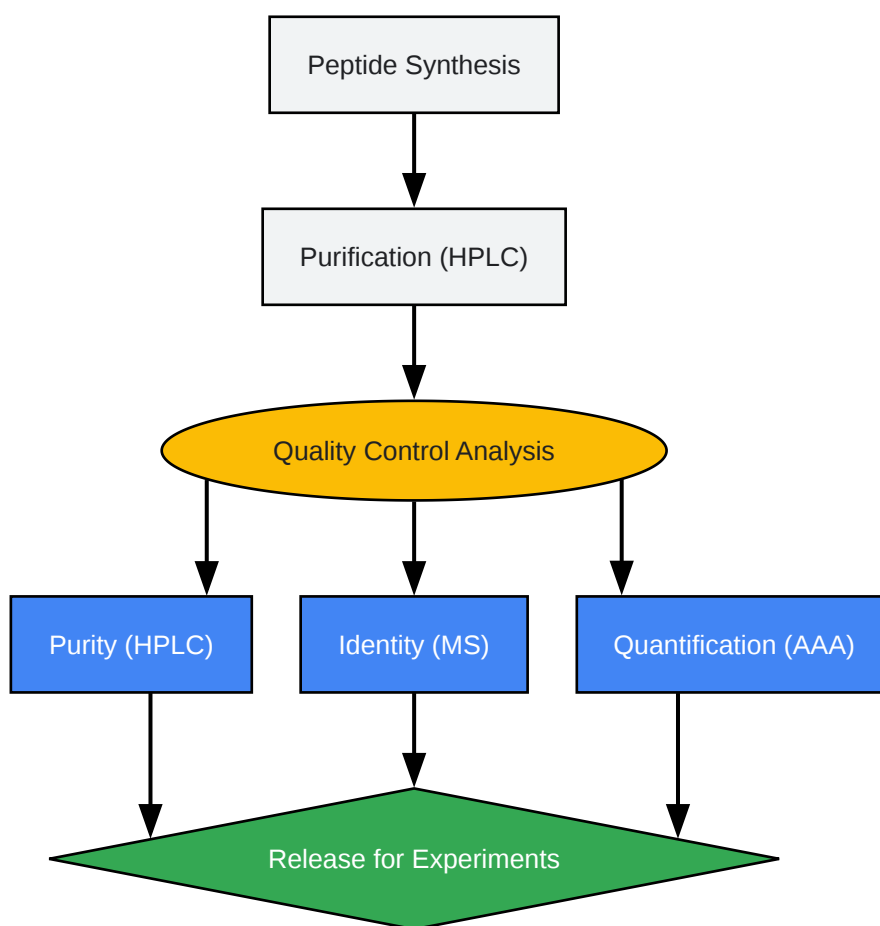 Peptide Synthesis
Purification (HPLC)
Quality Control Analysis
Purity (HPLC)
Identity (MS)
Quantification (AAA)
Release for Experiments